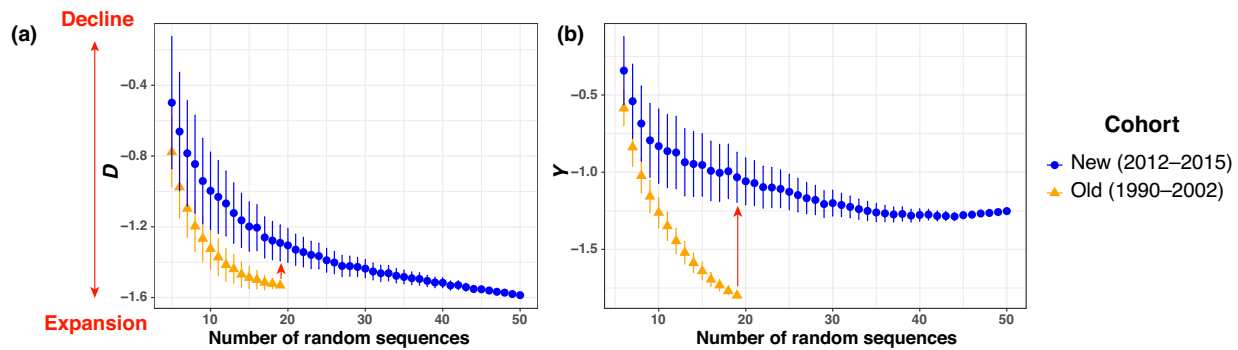 Decline
(a)
(b)
−0.4
−0.8
−1.2
−1.6
D
Expansion
10
20
30
40
50
Number of random sequences
−0.5
−1.0
−1.5
Y
10
20
30
40
50
Number of random sequences
Cohort
New (2012–2015)
Old (1990–2002)